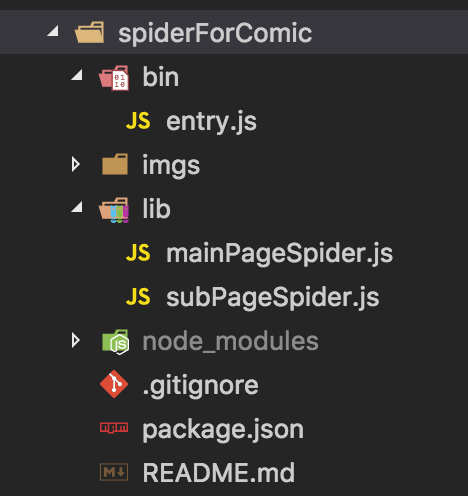 spiderForComic
bin
JS entry.js
imgs
lib
JS mainPageSpider.js
JS subPageSpider.js
node_modules
.gitignore
package.json
README.md